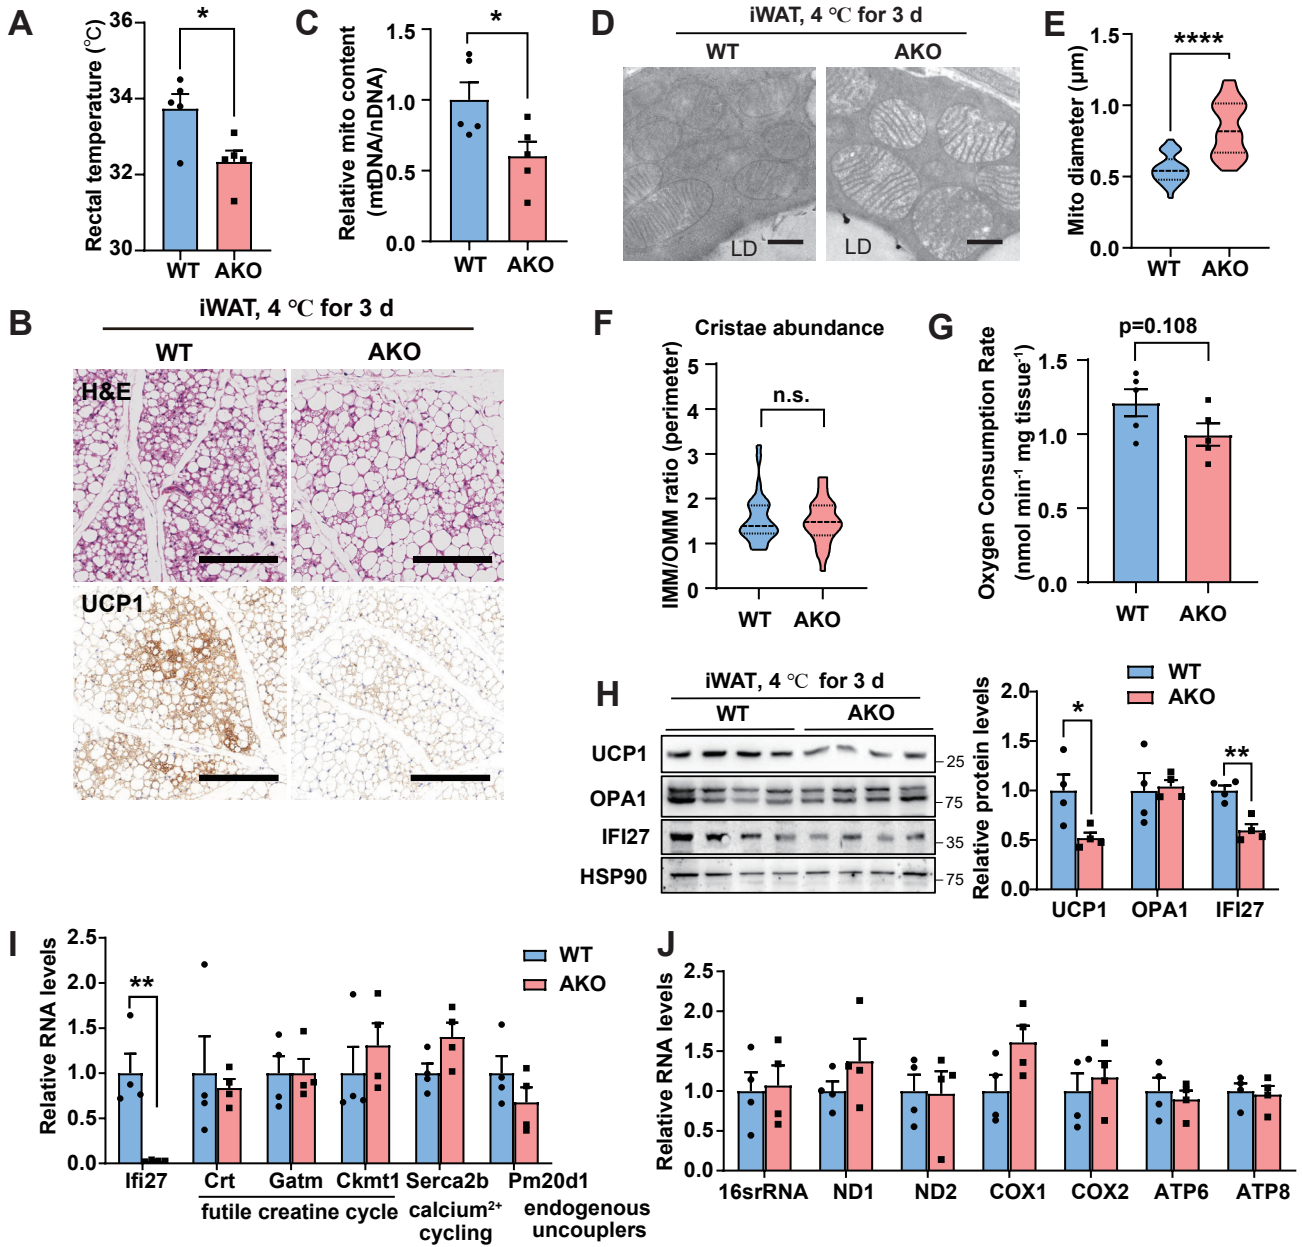 A
Rectal temperature (℃)
36
34
32
30
*
WT
AKO
C
Relative mito content
(mtDNA/nDNA)
1.5
1.0
0.5
0.0
*
WT
AKO
D
iWAT, 4 ℃ for 3 d
WT
AKO
LD
LD
E
Mito diameter (μm)
1.5
1.0
0.5
0.0
****
WT
AKO
B
iWAT, 4 ℃ for 3 d
WT
AKO
H&E
UCP1
F
Cristae abundance
IMM/OMM ratio (perimeter)
5
4
3
2
1
0
n.s.
WT
AKO
G
p=0.108
Oxygen Consumption Rate
(nmol min⁻¹ mg tissue⁻¹)
1.5
1.0
0.5
0.0
WT
AKO
H
iWAT, 4 ℃ for 3 d
WT
AKO
UCP1
25
OPA1
75
IFI27
35
HSP90
75
WT
AKO
Relative protein levels
2.0
1.5
1.0
0.5
0.0
*
**
UCP1
OPA1
IFI27
I
Relative RNA levels
2.5
2.0
1.5
1.0
0.5
0.0
**
WT
AKO
Ifi27
Crt
Gatm
Ckmt1
Serca2b
Pm20d1
futile creatine cycle
calcium²⁺
cycling
endogenous
uncouplers
J
Relative RNA levels
2.5
2.0
1.5
1.0
0.5
0.0
16srRNA
ND1
ND2
COX1
COX2
ATP6
ATP8